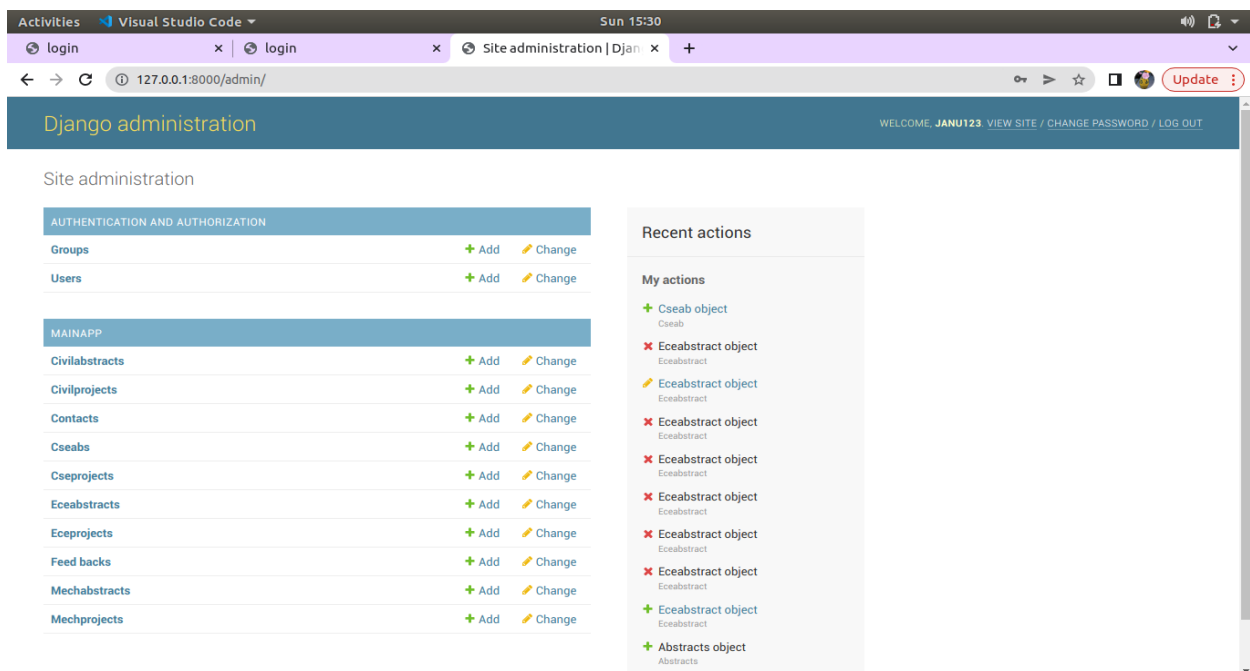 Activities Visual Studio Code Sun 15:30
login login Site administration | Djan
127.0.0.1:8000/admin/ Update
Django administration WELCOME, JANU123. VIEW SITE / CHANGE PASSWORD / LOG OUT
Site administration
AUTHENTICATION AND AUTHORIZATION
Groups Add Change
Users Add Change
MAINAPP
Civilabstracts Add Change
Civilprojects Add Change
Contacts Add Change
Cseabs Add Change
Cseprojects Add Change
Eceabstracts Add Change
Eceprojects Add Change
Feed backs Add Change
Mechabstracts Add Change
Mechprojects Add Change
Recent actions
My actions
Cseab object
Cseab
Eceabstract object
Eceabstract
Eceabstract object
Eceabstract
Eceabstract object
Eceabstract
Eceabstract object
Eceabstract
Eceabstract object
Eceabstract
Eceabstract object
Eceabstract
Eceabstract object
Eceabstract
Eceabstract object
Eceabstract
Abstracts object
Abstracts